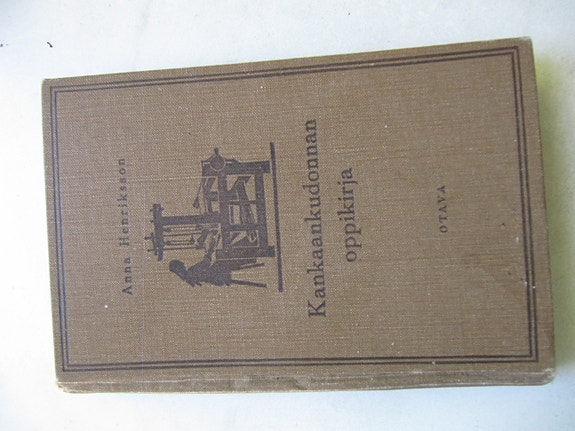 Anna Henriksson
Kankaankudonnan
oppikirja
OTAVA